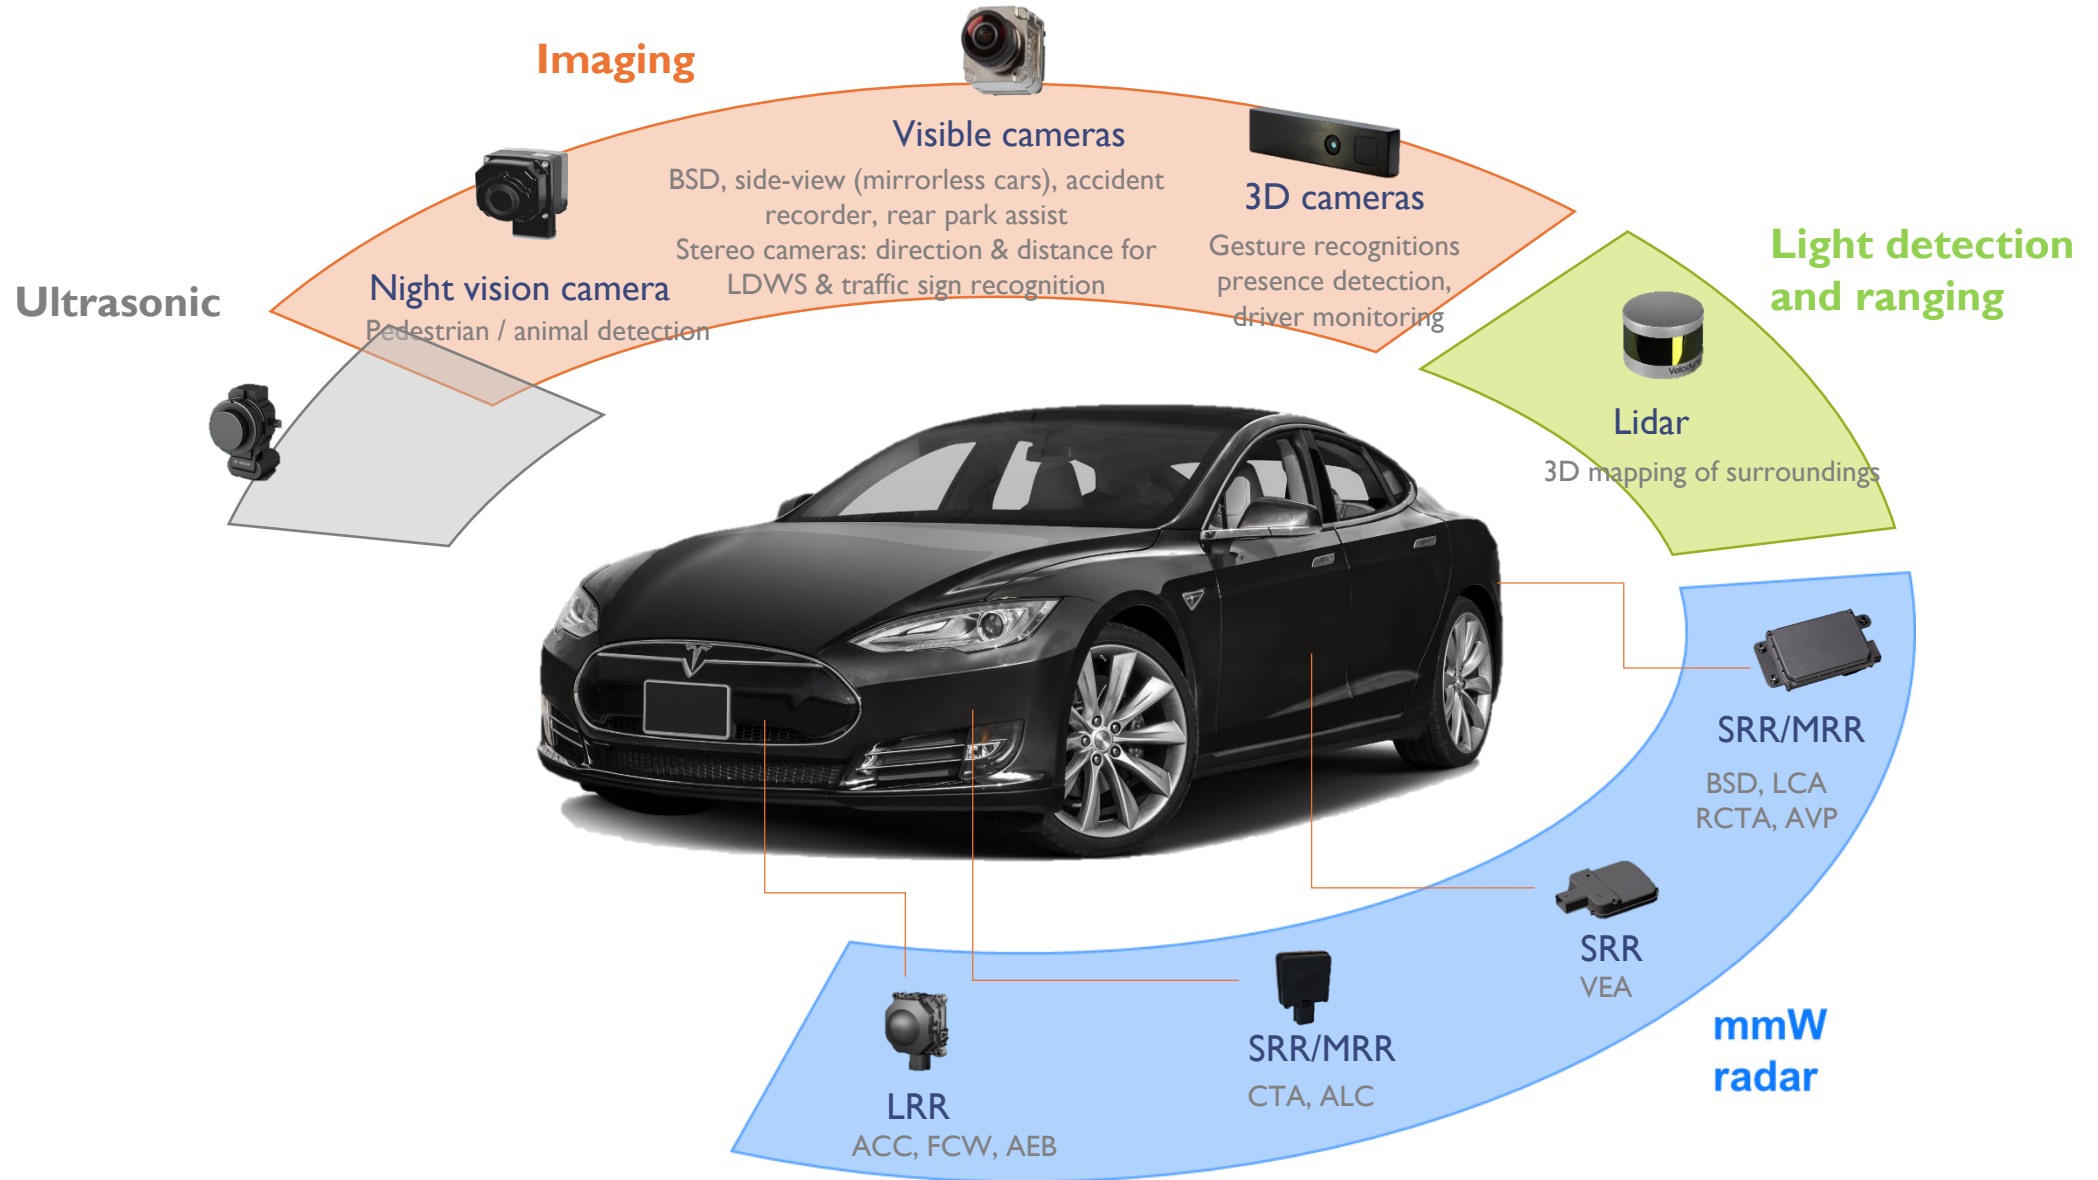 Imaging
Visible cameras
BSD, side-view (mirrorless cars), accident
recorder, rear park assist
Stereo cameras: direction & distance for
LDWS & traffic sign recognition
3D cameras
Gesture recognitions
presence detection,
driver monitoring
Night vision camera
Pedestrian / animal detection
Ultrasonic
Light detection
and ranging
Velodyne
Lidar
3D mapping of surroundings
SRR/MRR
BSD, LCA
RCTA, AVP
SRR
VEA
mmW
radar
SRR/MRR
CTA, ALC
LRR
ACC, FCW, AEB